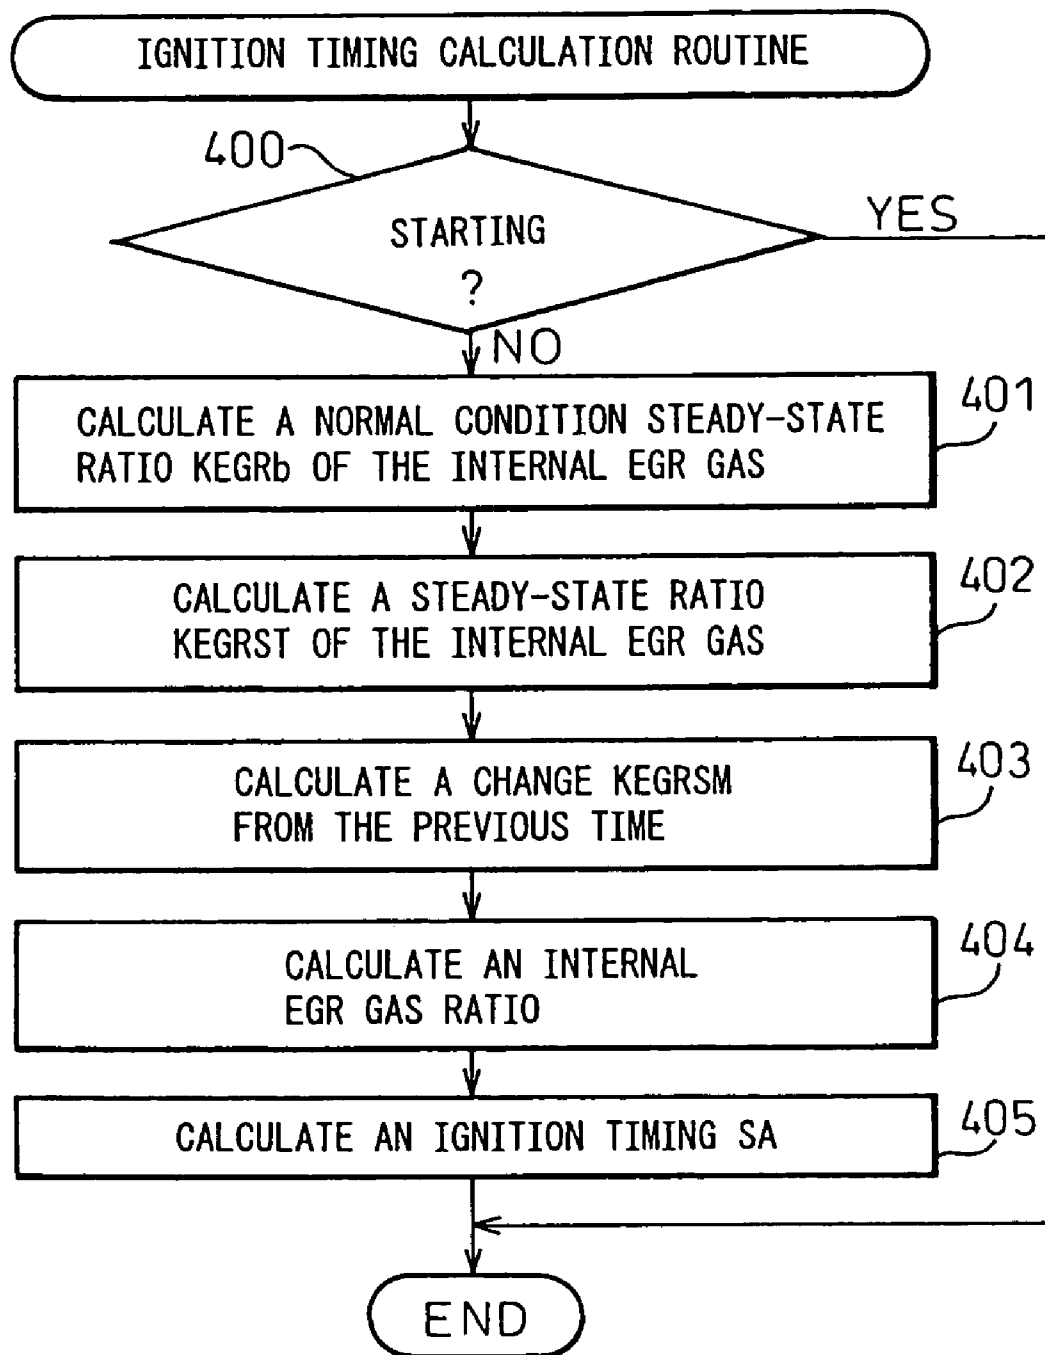 IGNITION TIMING CALCULATION ROUTINE
400
STARTING
?
YES
NO
401
CALCULATE A NORMAL CONDITION STEADY-STATE
RATIO KEGRb OF THE INTERNAL EGR GAS
402
CALCULATE A STEADY-STATE RATIO
KEGRST OF THE INTERNAL EGR GAS
403
CALCULATE A CHANGE KEGRSM
FROM THE PREVIOUS TIME
404
CALCULATE AN INTERNAL
EGR GAS RATIO
405
CALCULATE AN IGNITION TIMING SA
END